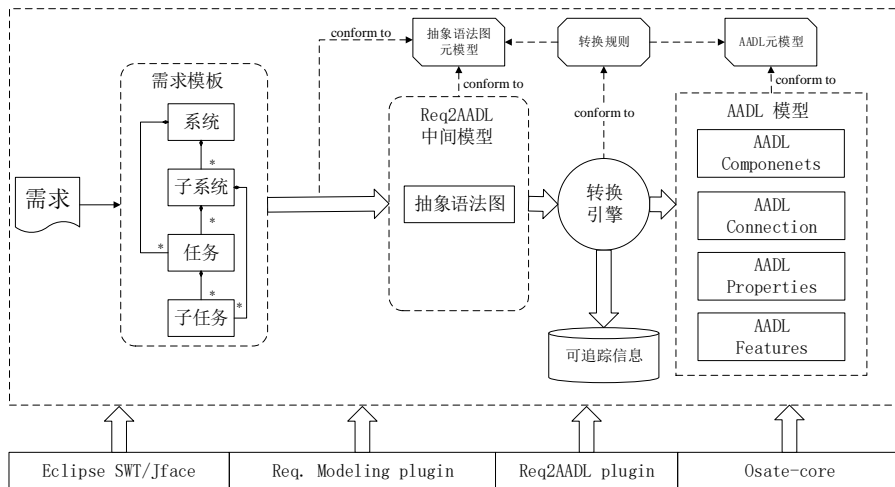 conform to
抽象语法图
元模型
转换规则
AADL元模型
conform to
conform to
conform to
需求模板
系统
*
子系统
*
任务
*
*
子任务
*
需求
Req2AADL
中间模型
抽象语法图
转换
引擎
可追踪信息
AADL 模型
AADL
Componenets
AADL
Connection
AADL
Properties
AADL
Features
Eclipse SWT/Jface
Req. Modeling plugin
Req2AADL plugin
Osate-core